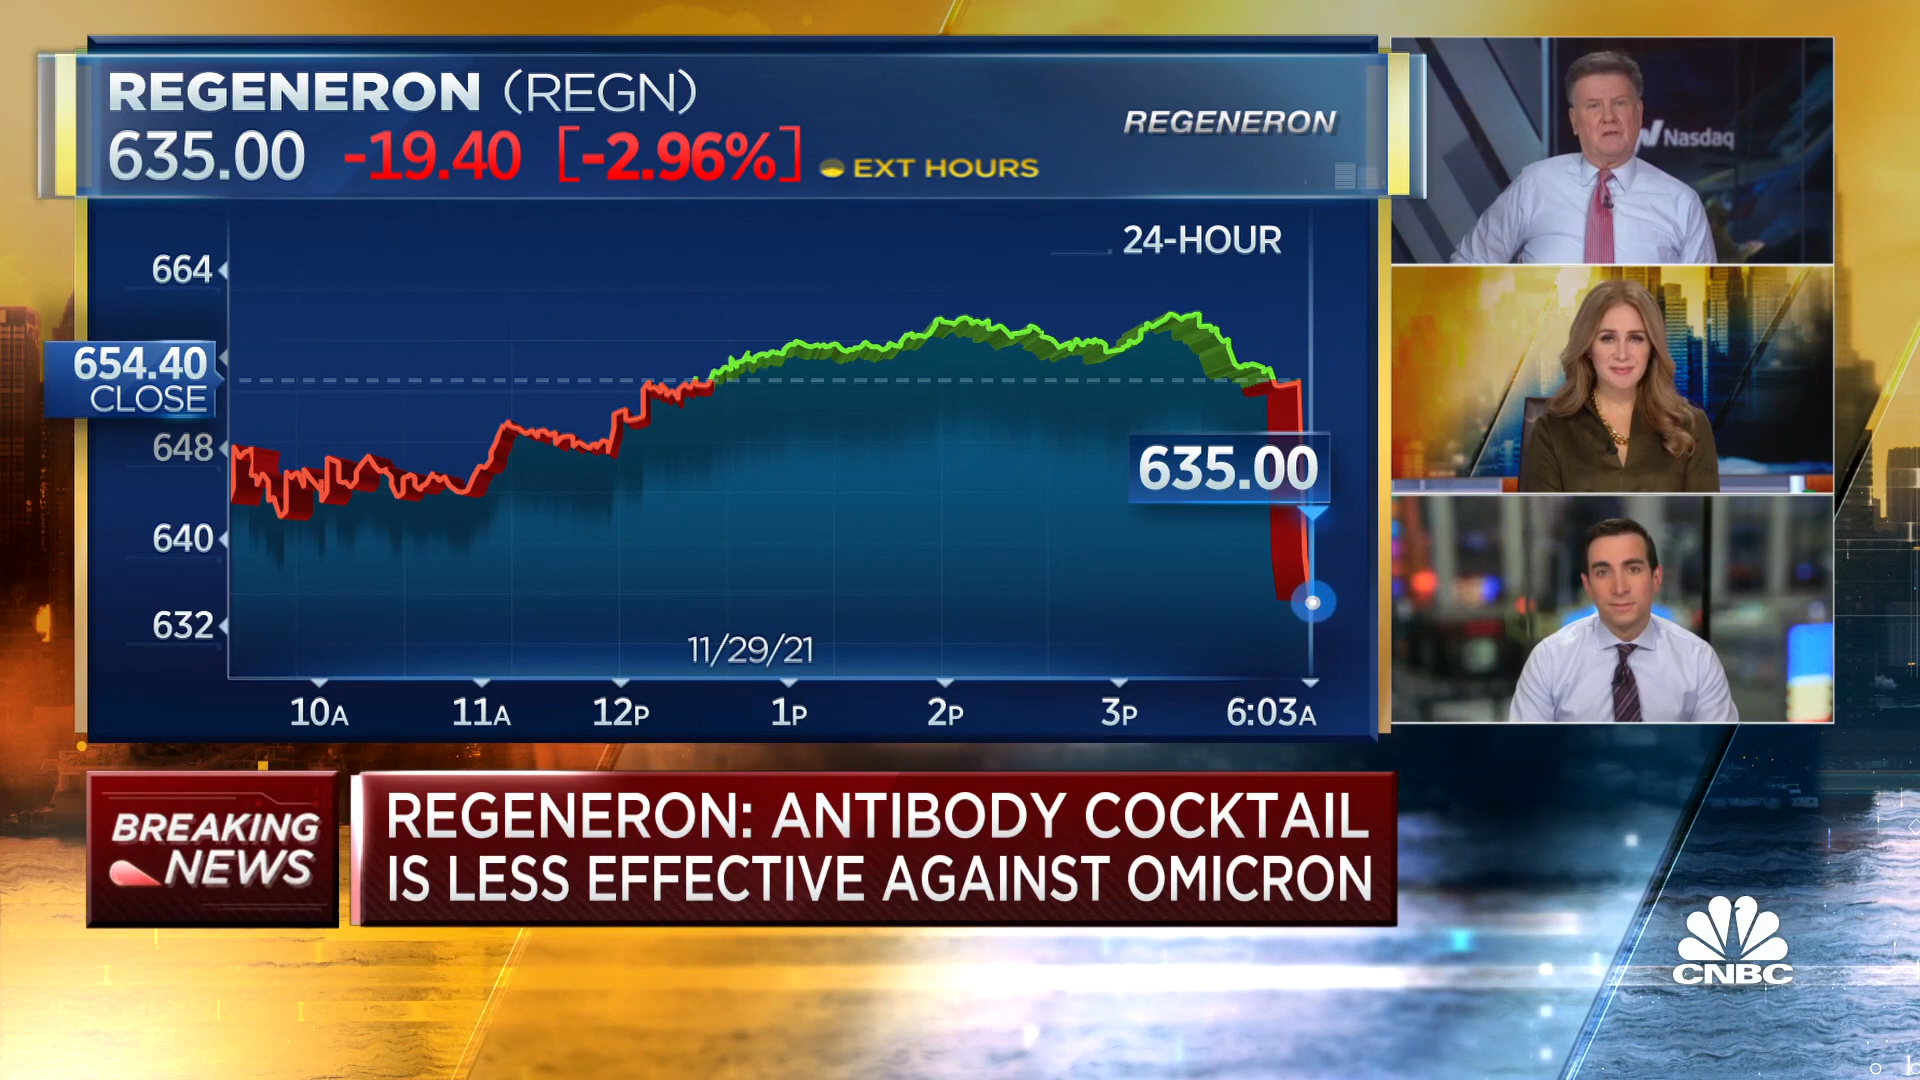 REGENERON (REGN)
635.00 -19.40 [-2.96%] EXT HOURS
REGENERON
24-HOUR
664
654.40
CLOSE
648
640
632
635.00
11/29/21
10A 11A 12P 1P 2P 3P 6:03A
Nasdaq
BREAKING
NEWS
REGENERON: ANTIBODY COCKTAIL
IS LESS EFFECTIVE AGAINST OMICRON
CNBC